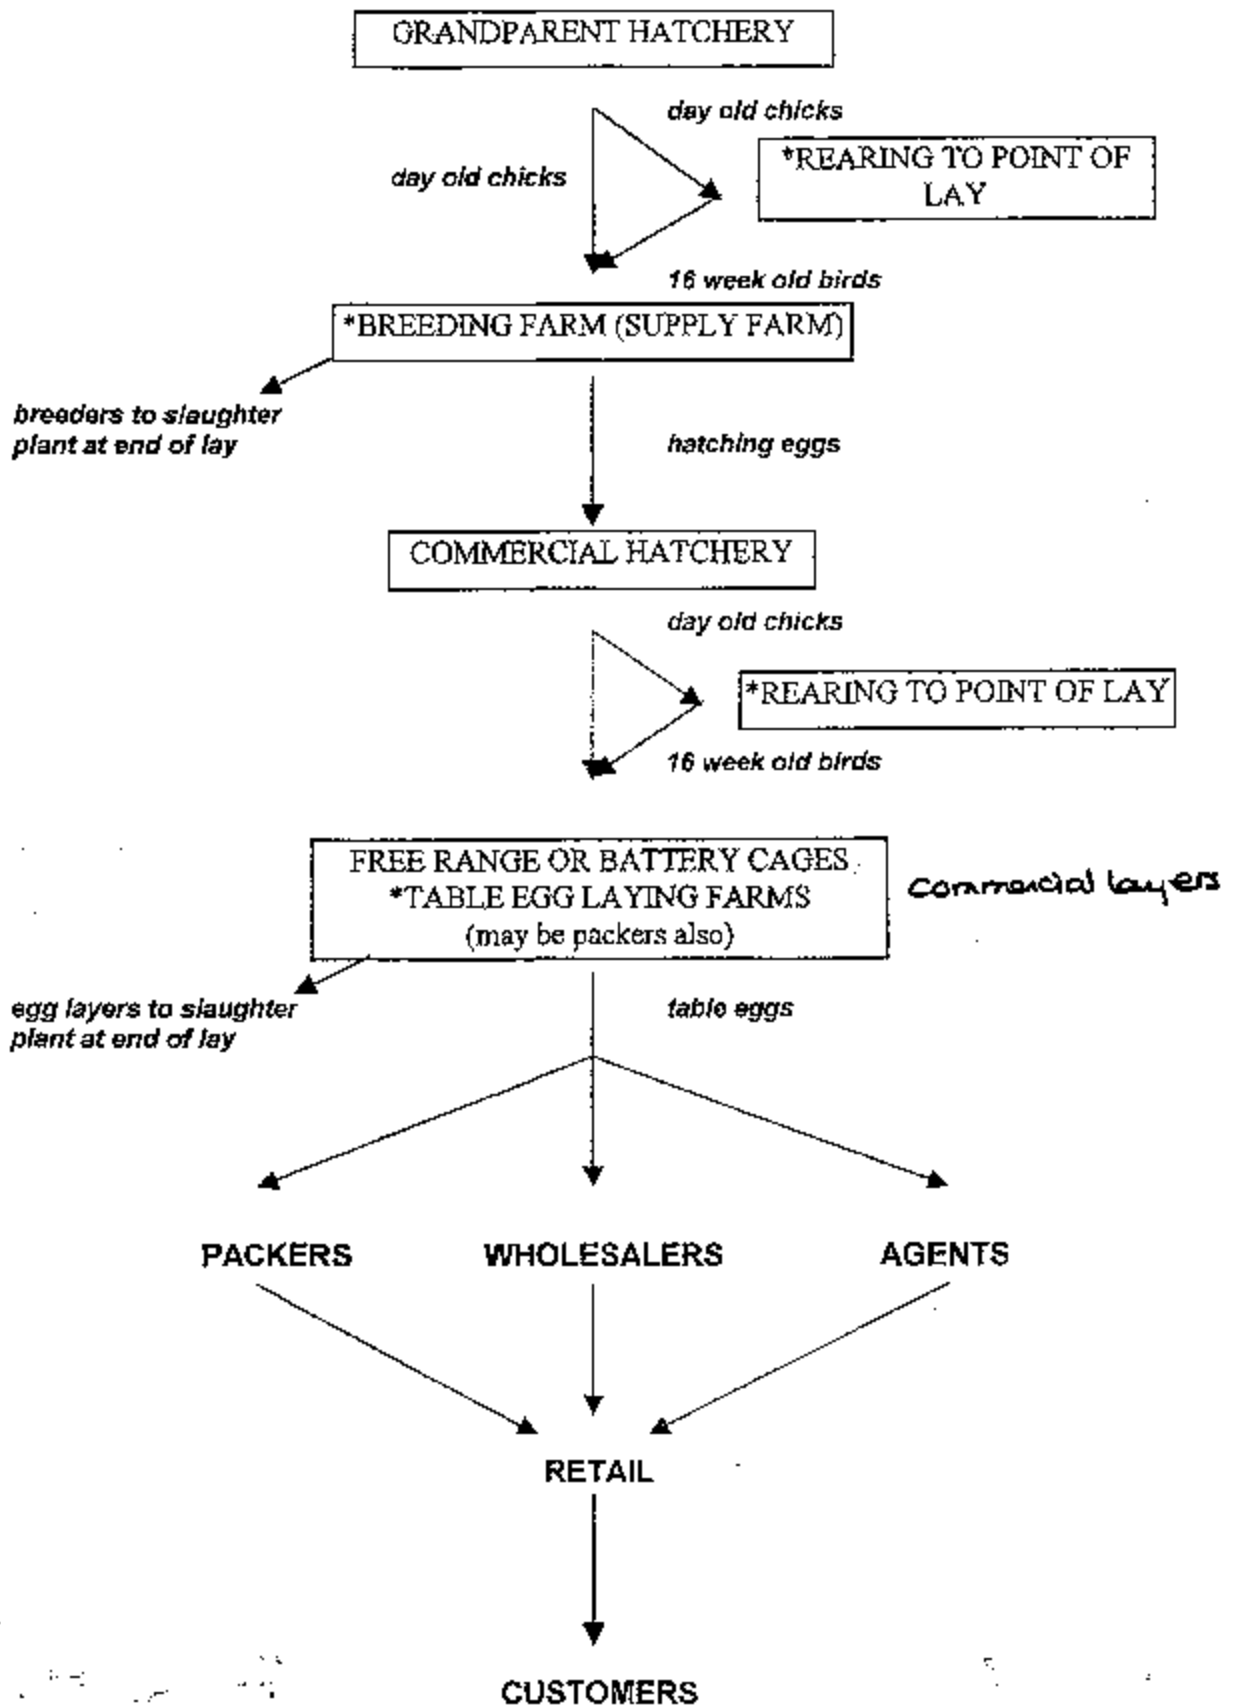 GRANDPARENT HATCHERY
day old chicks
day old chicks
*REARING TO POINT OF
LAY
16 week old birds
*BREEDING FARM (SUPPLY FARM)
breeders to slaughter
plant at end of lay
hatching eggs
COMMERCIAL HATCHERY
day old chicks
*REARING TO POINT OF LAY
16 week old birds
FREE RANGE OR BATTERY CAGES
*TABLE EGG LAYING FARMS
(may be packers also)
commercial layers
egg layers to slaughter
plant at end of lay
table eggs
PACKERS
WHOLESALERS
AGENTS
RETAIL
CUSTOMERS